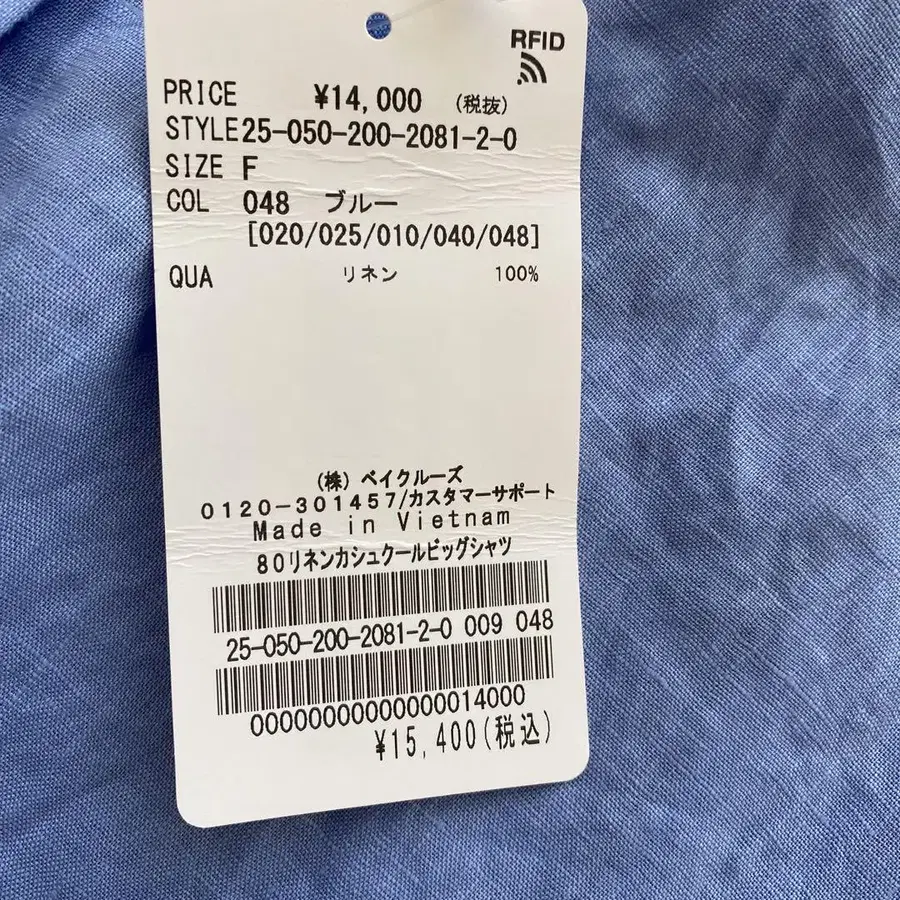 RFID
PRICE ¥14,000 (税抜)
STYLE 25-050-200-2081-2-0
SIZE F
COL 048 ブルー
[020/025/010/040/048]
QUA リネン 100%
(株) ベイクルーズ
0120-301457/カスタマーサポート
Made in Vietnam
80リネンカシュクールビッグシャツ
25-050-200-2081-2-0 009 048
00000000000000014000
¥15,400(税込)